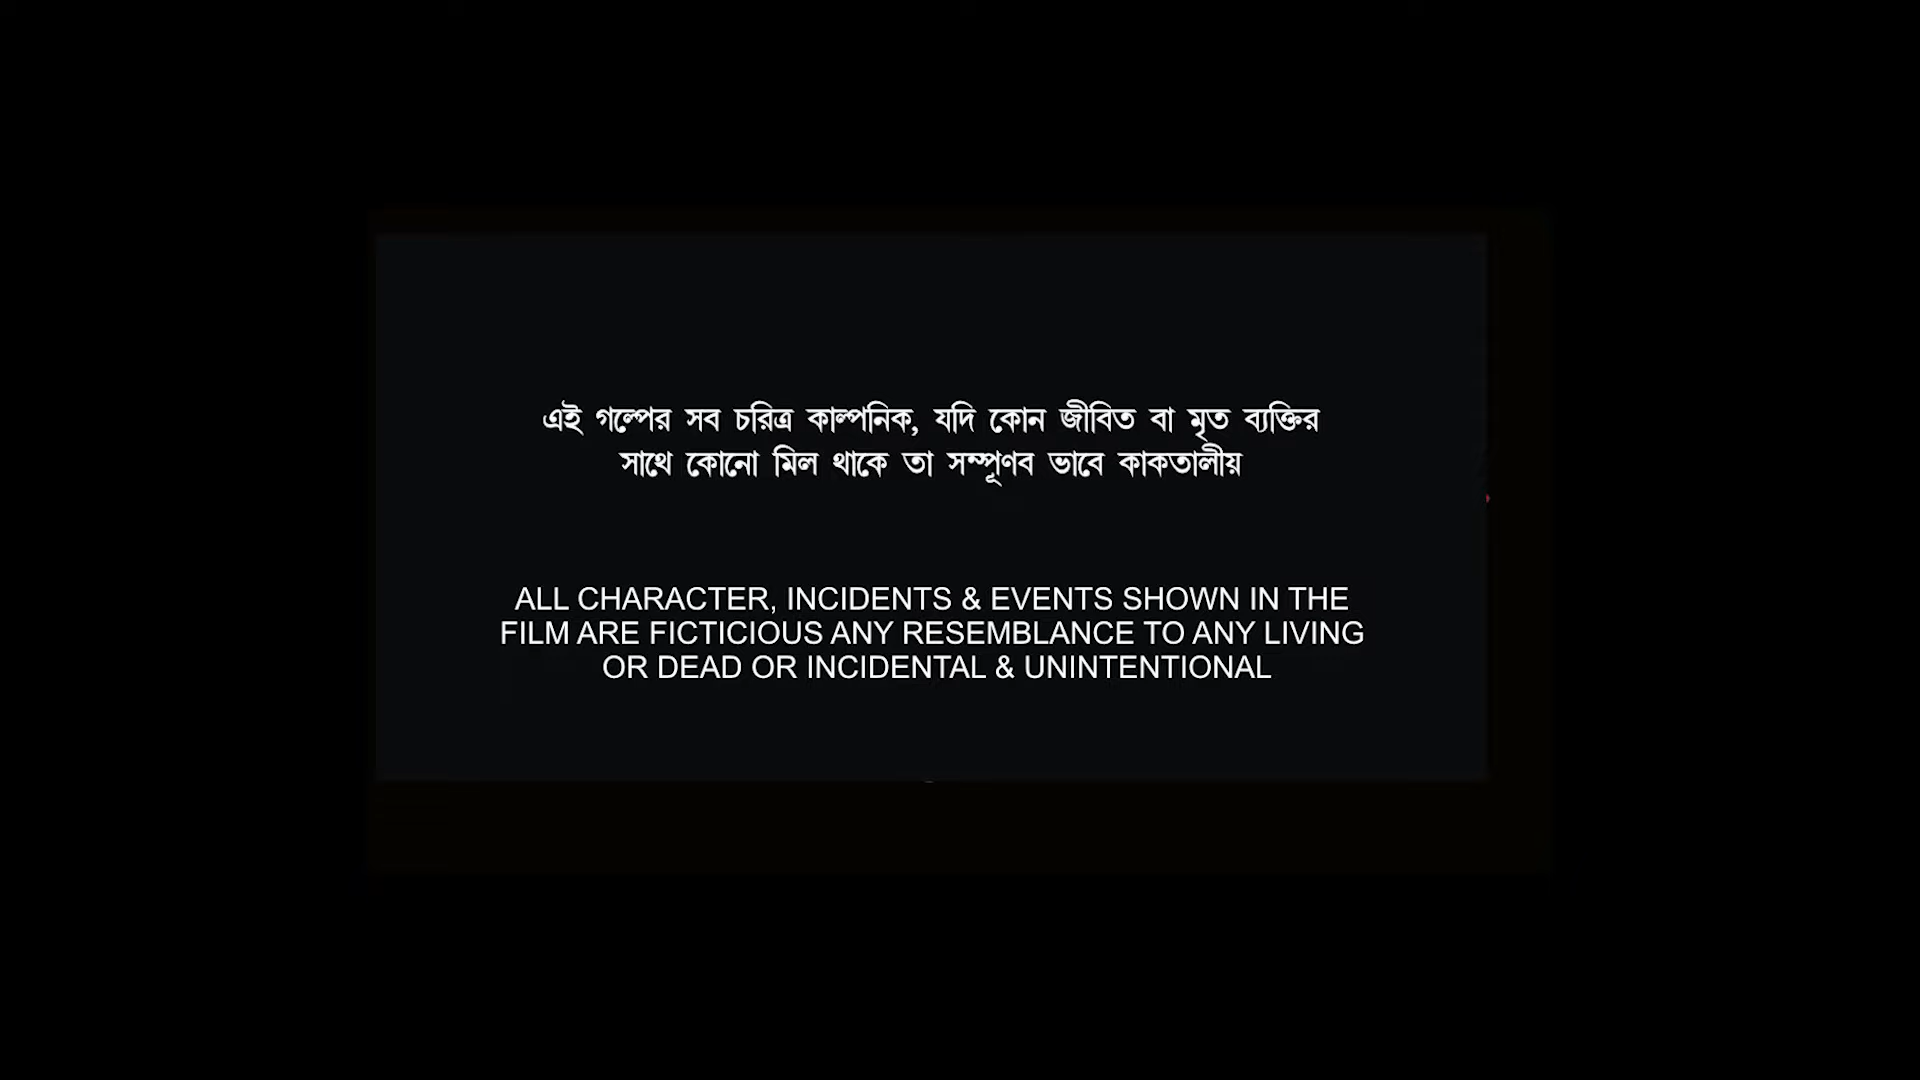 এই গল্পের সব চরিত্র কাল্পনিক, যদি কোন জীবিত বা মৃত ব্যক্তির
সাথে কোনো মিল থাকে তা সম্পূণব ভাবে কাকতালীয়
ALL CHARACTER, INCIDENTS & EVENTS SHOWN IN THE
FILM ARE FICTICIOUS ANY RESEMBLANCE TO ANY LIVING
OR DEAD OR INCIDENTAL & UNINTENTIONAL